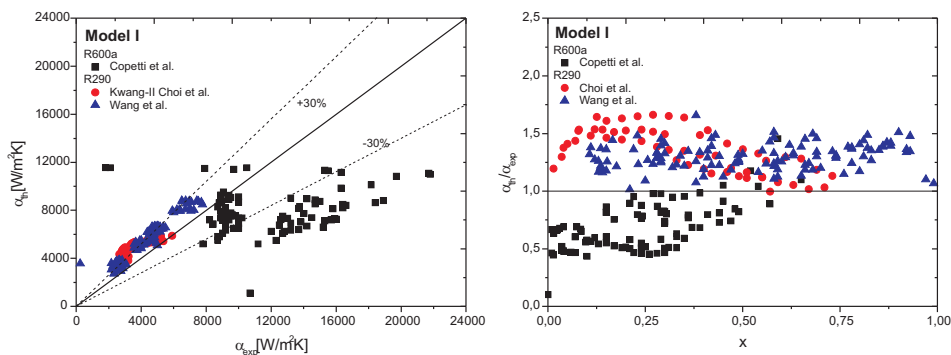 Model I
R600a
Copetti et al.
R290
Kwang-Il Choi et al.
Wang et al.
+30%
-30%
24000
20000
16000
12000
8000
4000
0
0 4000 8000 12000 16000 20000 24000
α_th[W/m²K]
α_exp[W/m²K]
Model I
R600a
Copetti et al.
R290
Choi et al.
Wang et al.
2,5
2,0
1,5
1,0
0,5
0,0
0,00 0,25 0,50 0,75 1,00
α_th/α_exp
x